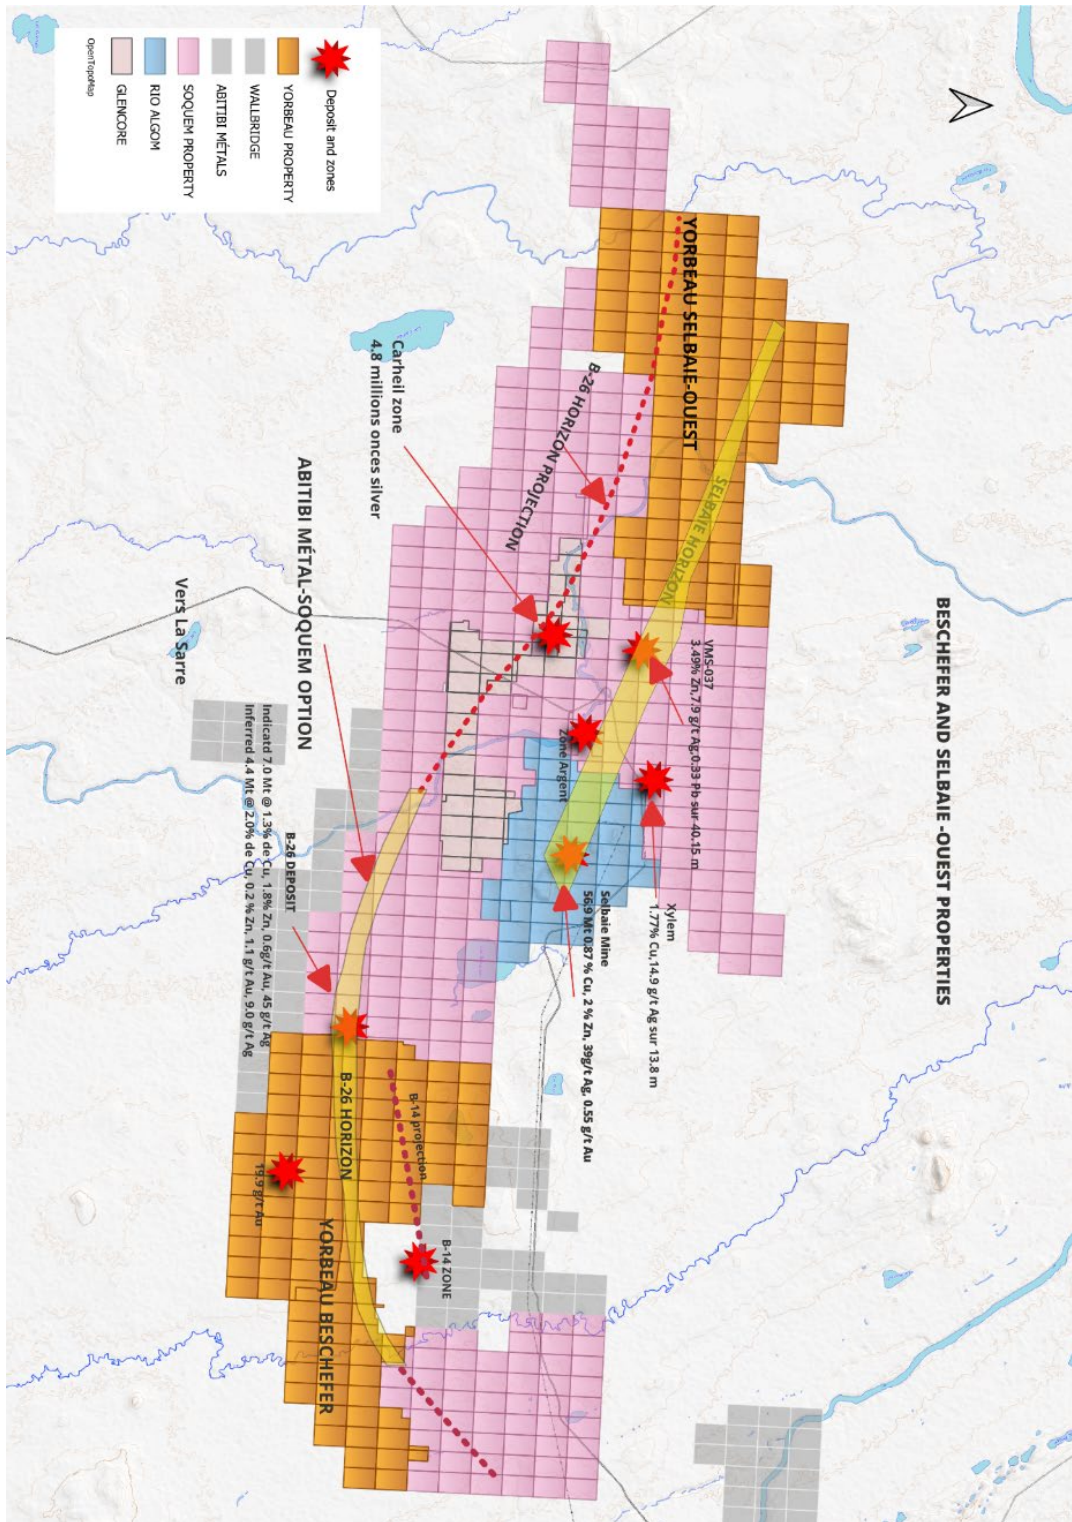 BESCHEFER AND SELBAIE -OUEST PROPERTIES
YORBEAU SELBAIE-OUEST
SELBAIE HORIZON
B-26 HORIZON PROJECTION
VMS-037
3.49% Zn,7.9 g/t Ag,0.33 Pb sur 40.15 m
Xylem
1.77% Cu,14.9 g/t Ag sur 13.8 m
Zone Argent
Selbaie Mine
56,9 Mt 0.87 % Cu, 2 % Zn, 39g/t Ag, 0.55 g/t Au
Carheil zone
4.8 millions onces silver
ABITIBI MÉTAL-SOQUEM OPTION
Vers La Sarre
B-26 DEPOSIT
Indicatd 7.0 Mt @ 1.3% de Cu, 1.8% Zn, 0.6g/t Au, 45 g/t Ag
Inferred 4.4 Mt @ 2.0% de Cu, 0.2 % Zn, 1.1 g/t Au, 9.0 g/t Ag
B-26 HORIZON
B-14 projection
B-14 ZONE
19.9 g/t Au
YORBEAU BESCHEFER
Deposit and zones
YORBEAU PROPERTY
WALLBRIDGE
ABITIBI MÉTALS
SOQUEM PROPERTY
RIO ALGOM
GLENCORE
OpenTopoMap